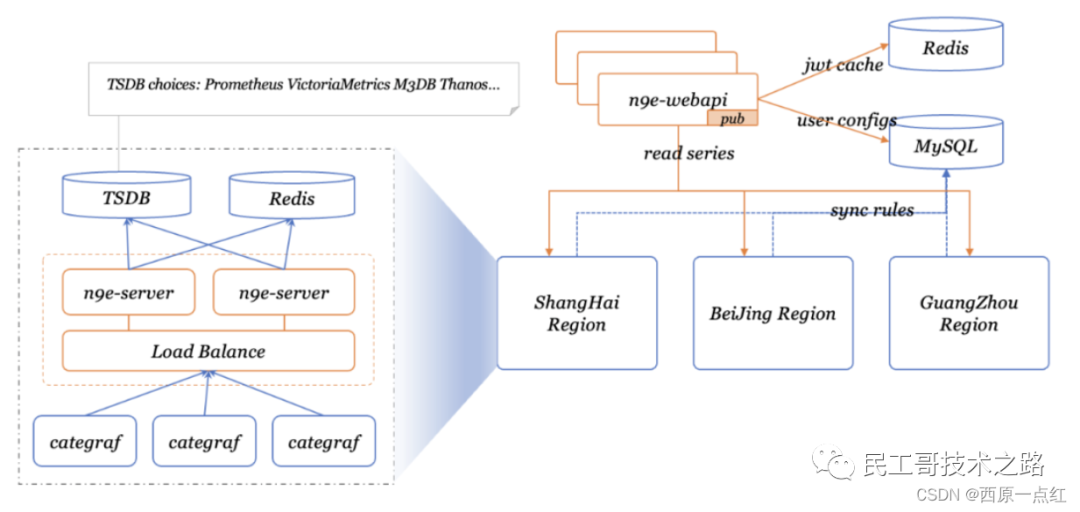 TSDB choices: Prometheus VictoriaMetrics M3DB Thanos...
TSDB
Redis
n9e-server
n9e-server
Load Balance
categraf
categraf
categraf
n9e-webapi
pub
Redis
jwt cache
user configs
MySQL
read series
sync rules
ShangHai
Region
BeiJing Region
GuangZhou
Region
民工哥技术之路
CSDN @西原一点红